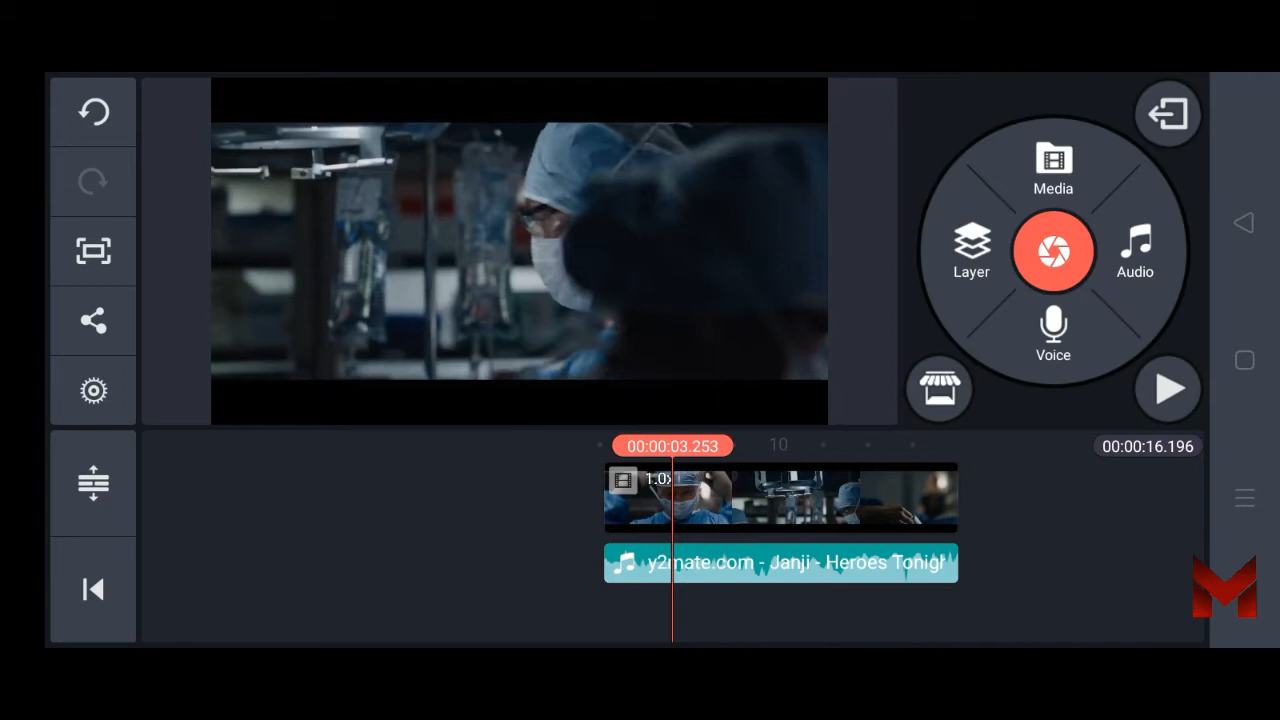 Media
Layer
Audio
Voice
00:00:03.253
10
00:00:16.196
1.0x
y2mate.com - Janji - Heroes Tonigh
M